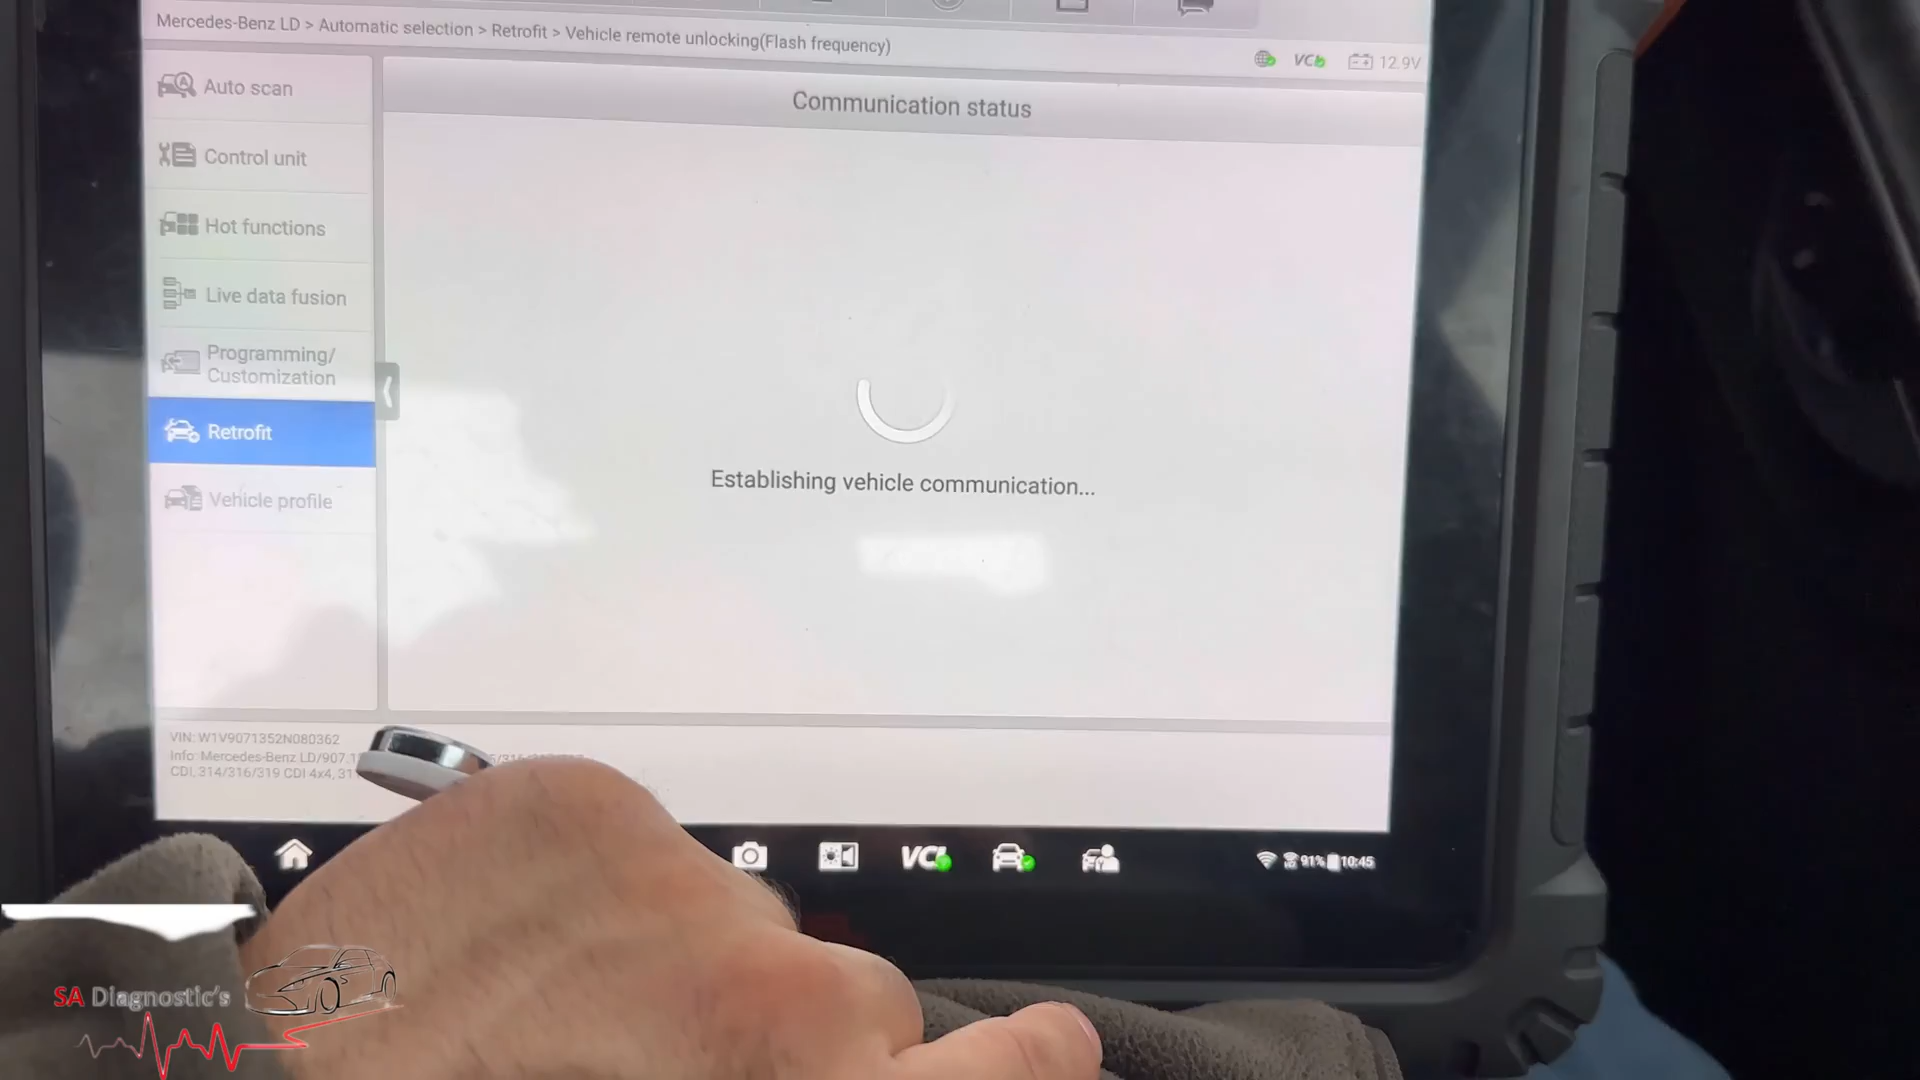 Mercedes-Benz LD > Automatic selection > Retrofit > Vehicle remote unlocking(Flash frequency)
VCI 12.9V
Auto scan
Communication status
Control unit
Hot functions
Live data fusion
Programming/
Customization
Retrofit
Establishing vehicle communication...
Vehicle profile
VIN: W1V9071352N080362
Info: Mercedes-Benz LD/907.1
CDI, 314/316/319 CDI 4x4, 31
VCI 91% 10:45
SA Diagnostic's